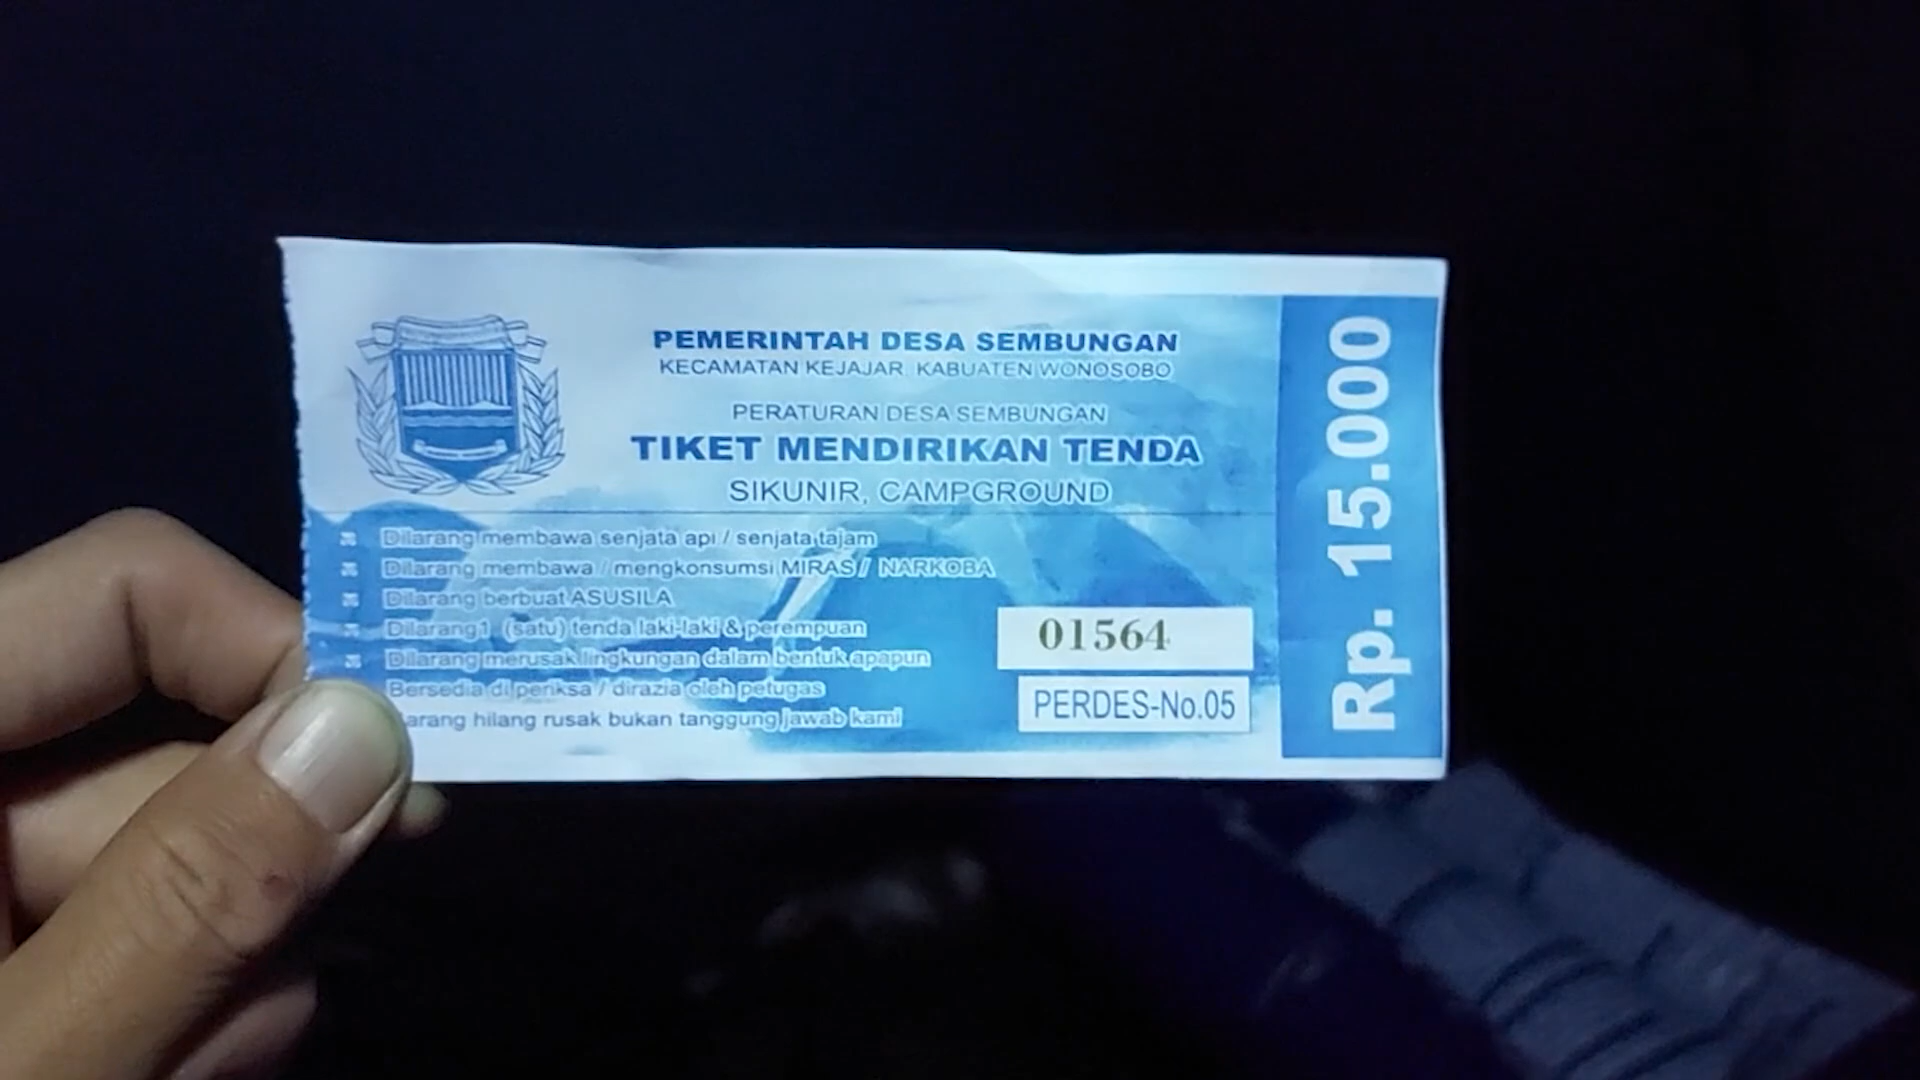 PEMERINTAH DESA SEMBUNGAN
KECAMATAN KEJAJAR KABUATEN WONOSOBO
PERATURAN DESA SEMBUNGAN
TIKET MENDIRIKAN TENDA
SIKUNIR, CAMPGROUND
Dilarang membawa senjata api / senjata tajam
Dilarang membawa / mengkonsumsi MIRAS / NARKOBA
Dilarang berbuat ASUSILA
Dilarang1 (satu) tenda laki-laki & perempuan
Dilarang merusak lingkungan dalam bentuk apapun
Bersedia di periksa / dirazia oleh petugas
arang hilang rusak bukan tanggung jawab kami
01564
PERDES-No.05
Rp. 15.000